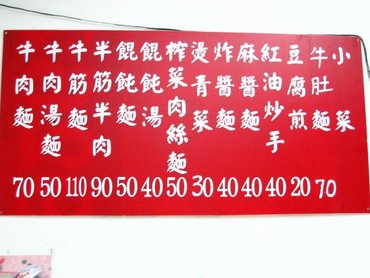 牛肉麵 70
牛肉湯麵 50
牛筋麵 110
半筋半肉 90
餛飩麵 50
餛飩湯 40
榨菜肉絲麵 50
燙青菜 30
炸醬麵 40
麻醬麵 40
紅油炒手 40
豆腐煎 20
牛肚麵 70
小菜